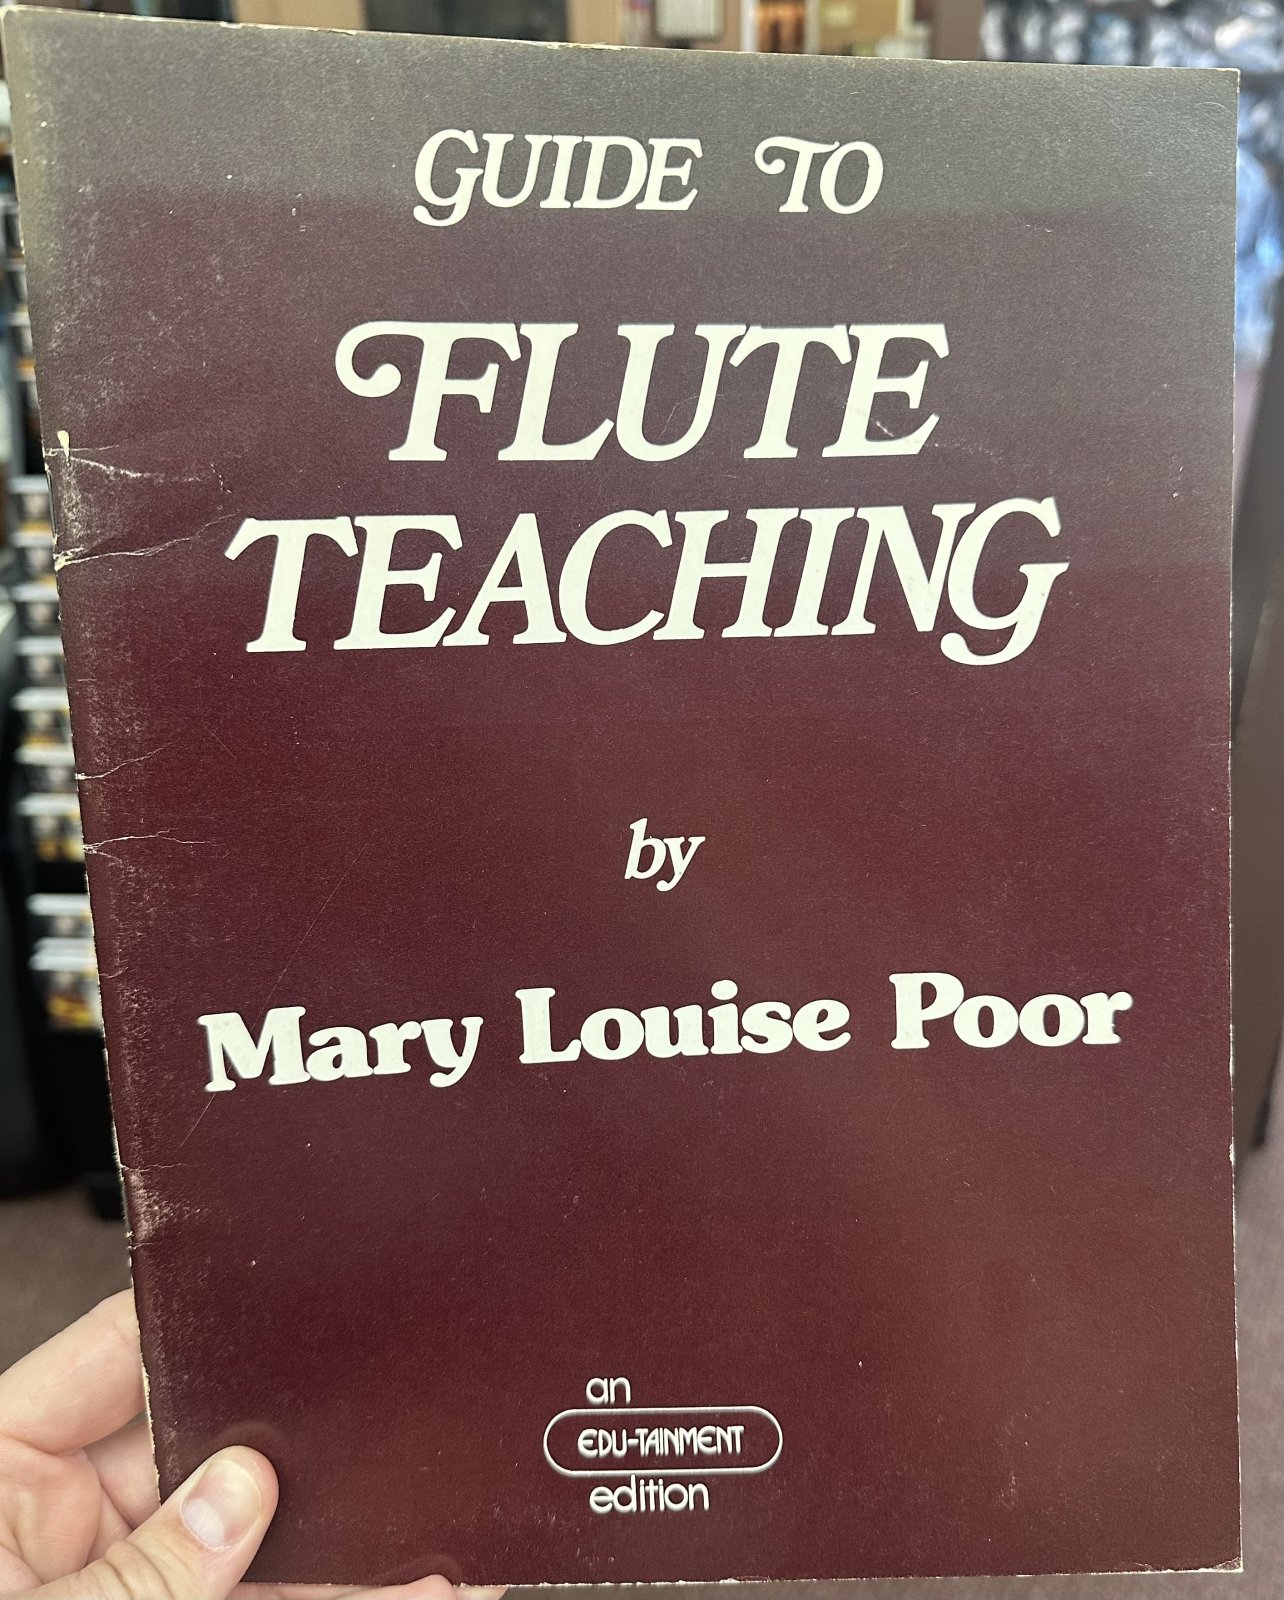 GUIDE TO
FLUTE
TEACHING
by
Mary Louise Poor
an
EDU-TAINMENT
edition